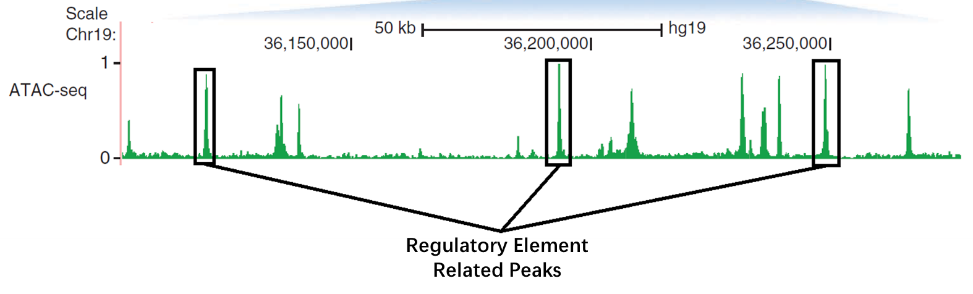 Scale
50 kb hg19
Chr19:
36,150,000| 36,200,000| 36,250,000|
1
ATAC-seq
0
Regulatory Element
Related Peaks